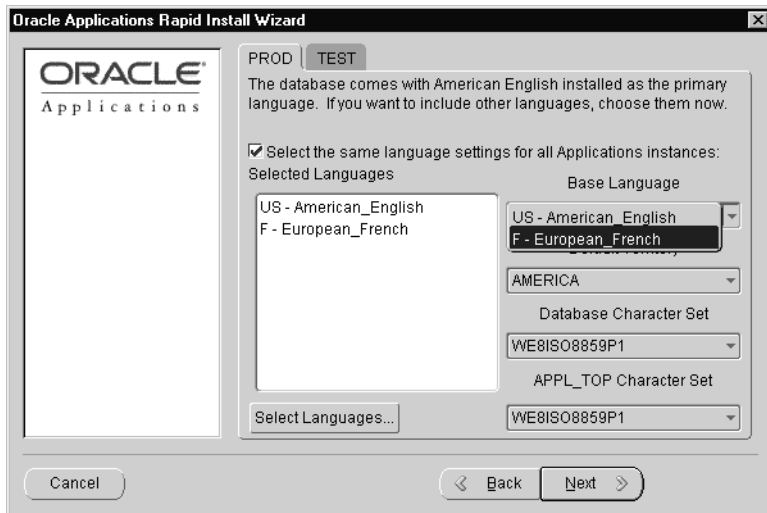 Oracle Applications Rapid Install Wizard
ORACLE®
Applications
PROD
TEST
The database comes with American English installed as the primary
language. If you want to include other languages, choose them now.
Select the same language settings for all Applications instances:
Selected Languages
US - American_English
F - European_French
Select Languages...
Base Language
US - American_English
F - European_French
AMERICA
Database Character Set
WE8ISO8859P1
APPL_TOP Character Set
WE8ISO8859P1
Cancel
Back
Next